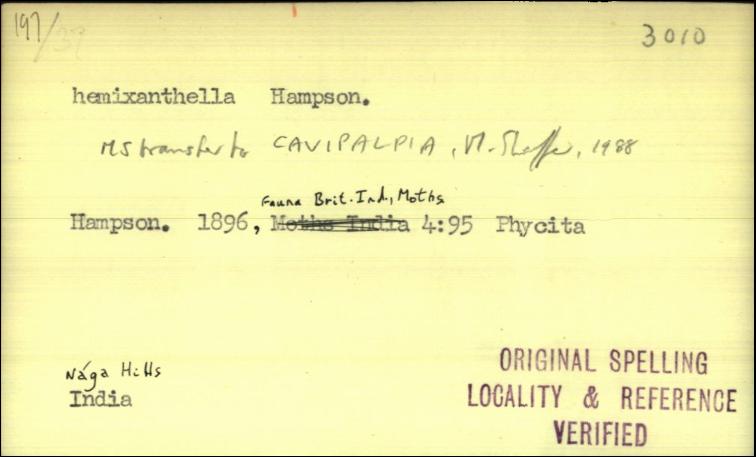 197/37
3010
hemixanthella Hampson.
MS transfer to CAVIPALPIA, M. Shaffer, 1988
Fauna Brit. Ind., Moths
Hampson. 1896, Moths India 4:95 Phycita
Naga Hills
India
ORIGINAL SPELLING
LOCALITY & REFERENCE
VERIFIED